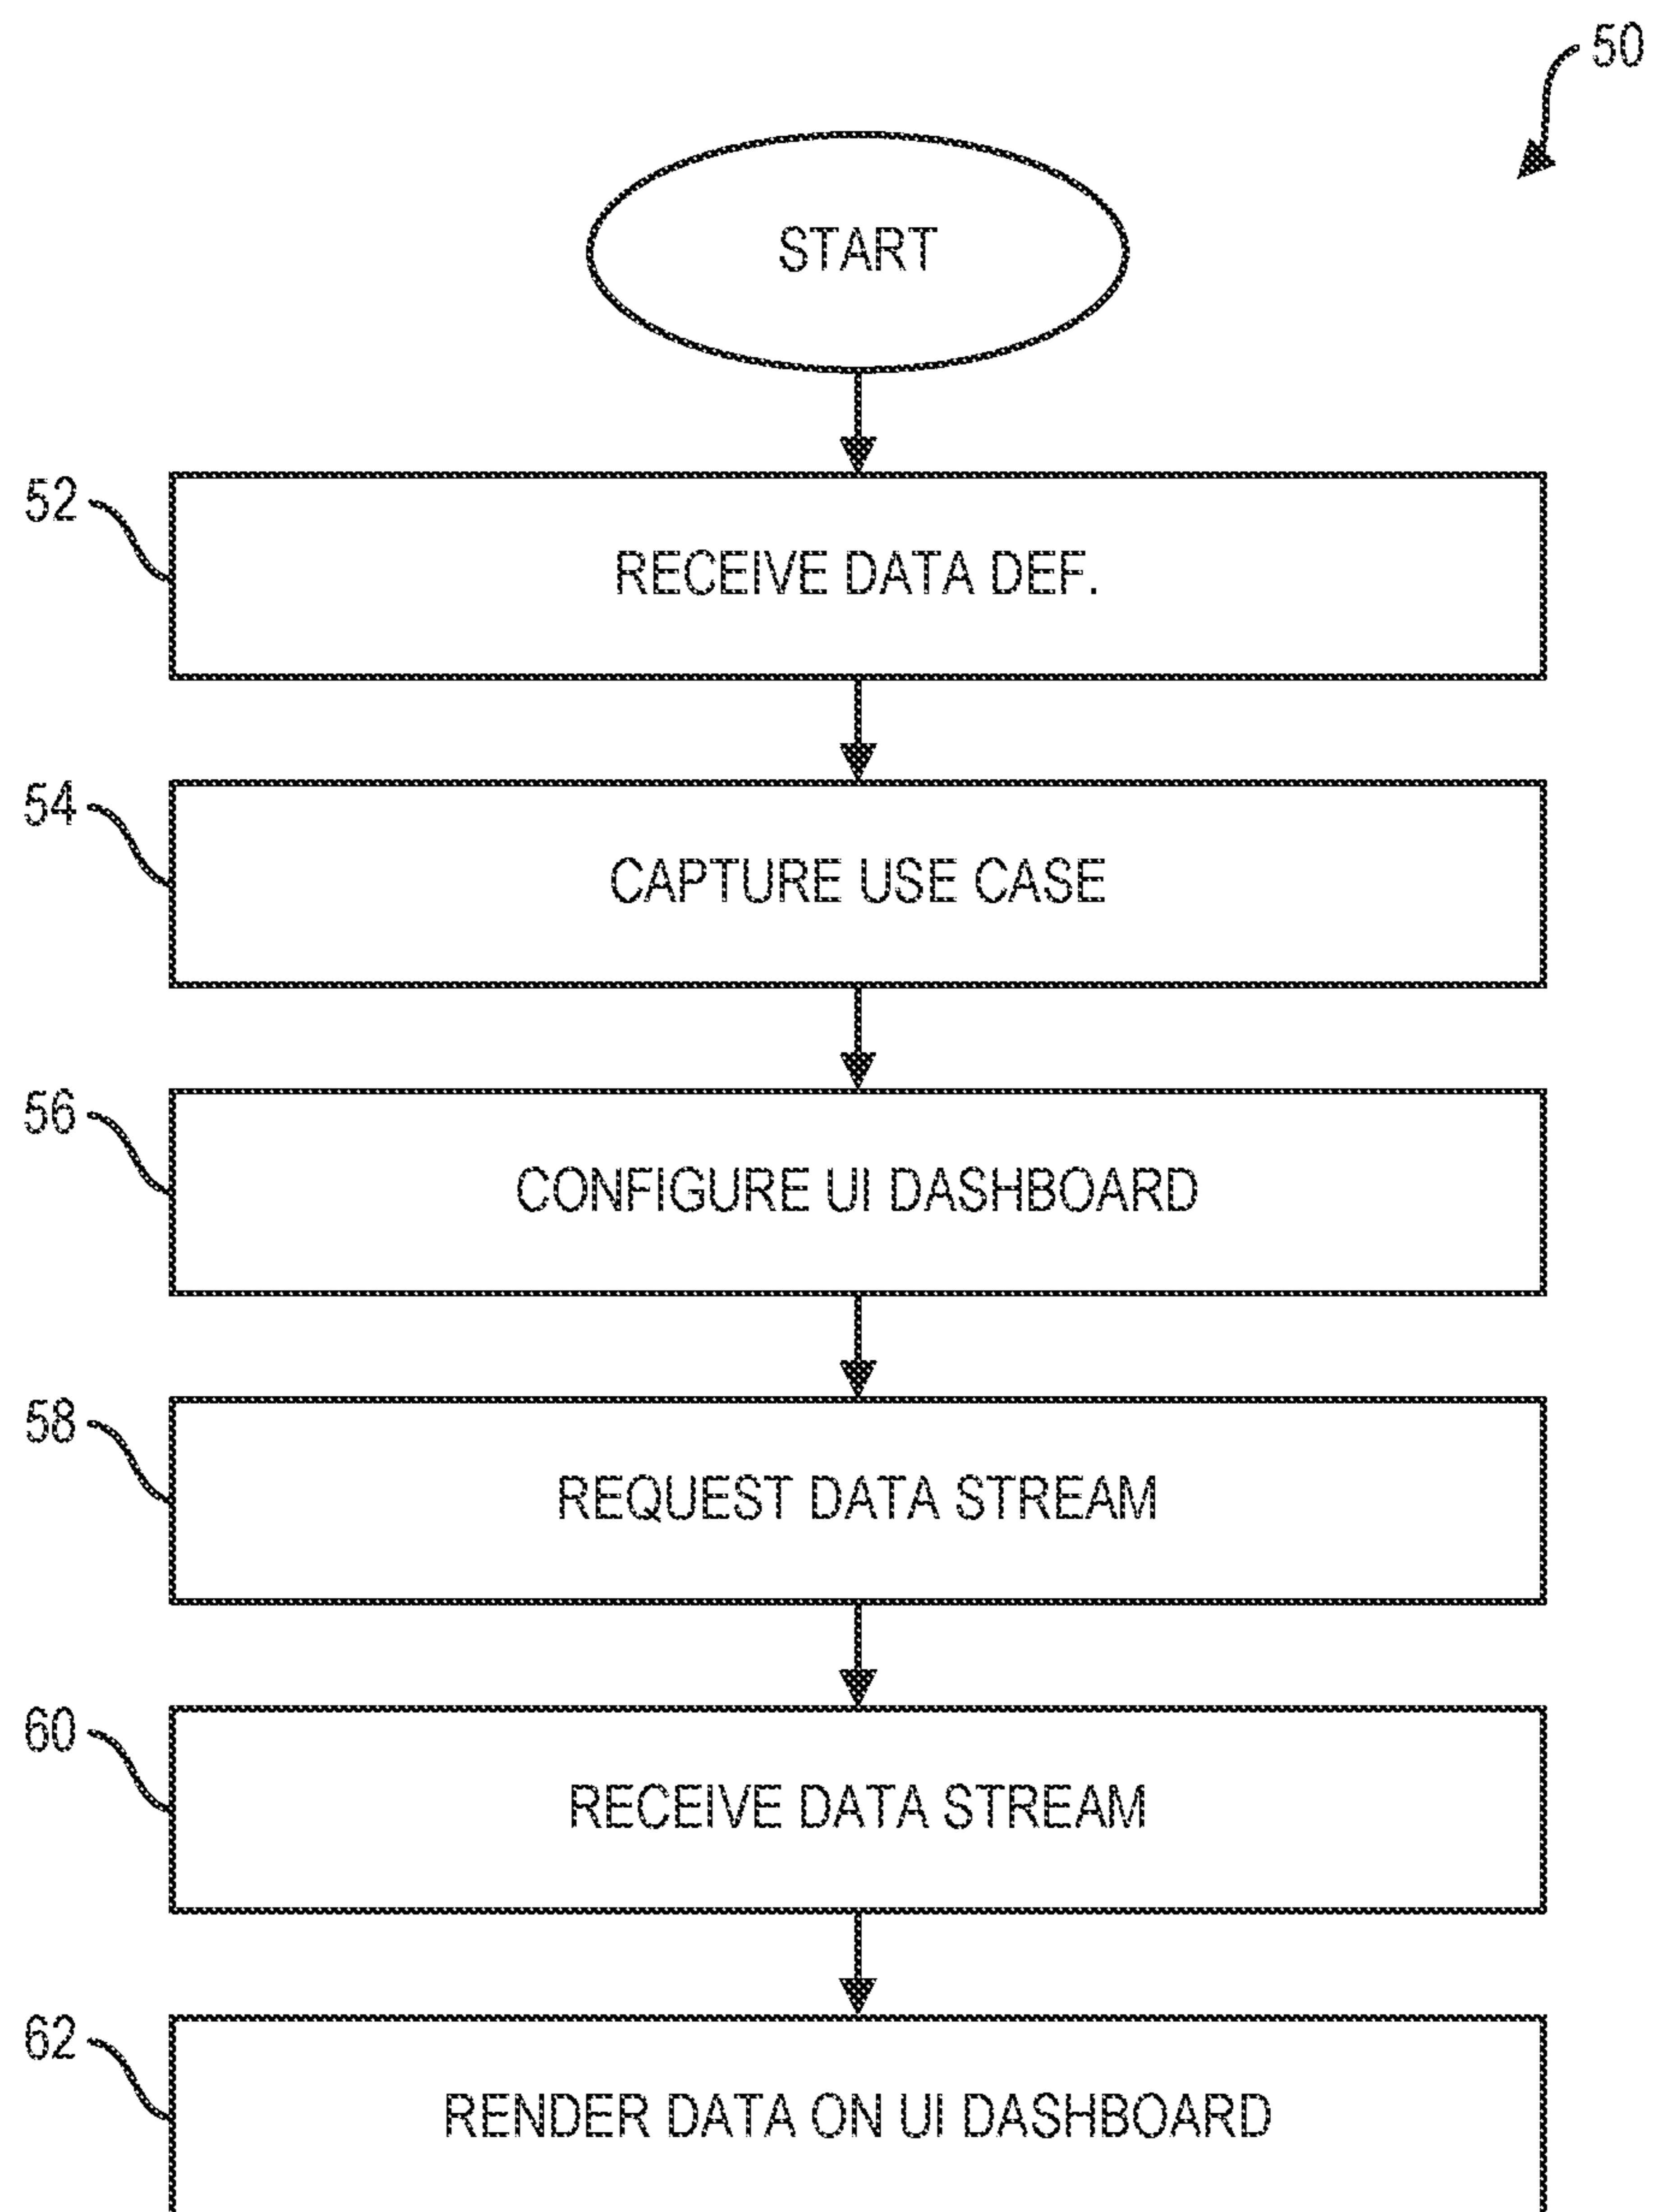 50
START
52
RECEIVE DATA DEF.
54
CAPTURE USE CASE
56
CONFIGURE UI DASHBOARD
58
REQUEST DATA STREAM
60
RECEIVE DATA STREAM
62
RENDER DATA ON UI DASHBOARD